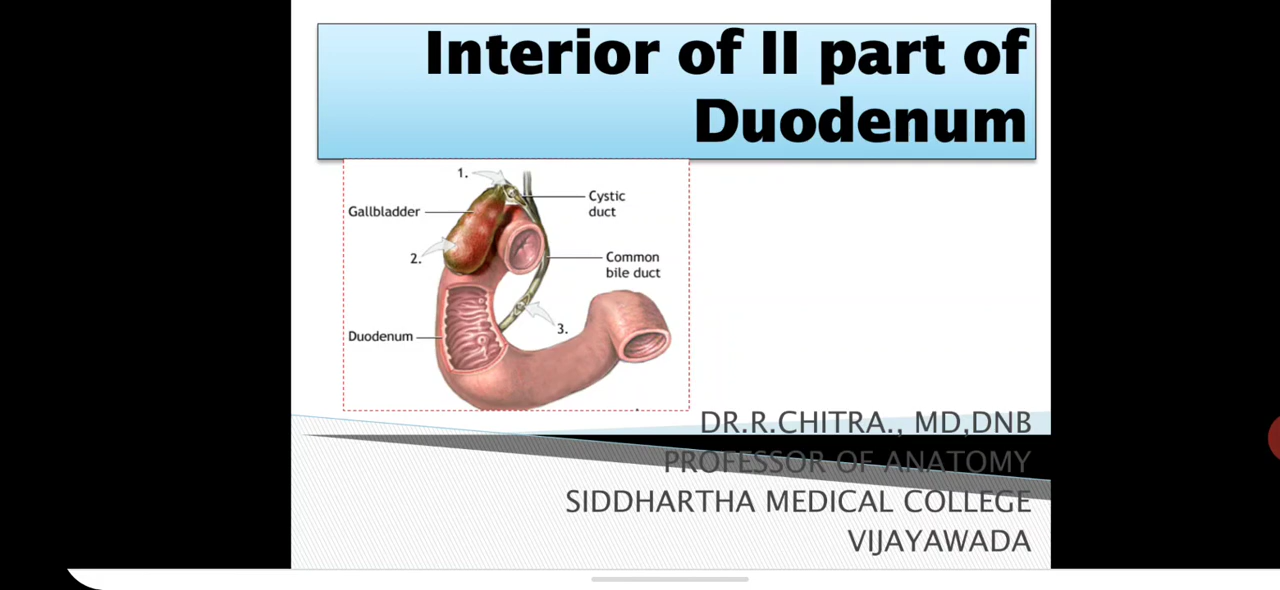 Interior of II part of
Duodenum
1.
Cystic
duct
Gallbladder
2.
Common
bile duct
3.
Duodenum
DR.R.CHITRA., MD,DNB
PROFESSOR OF ANATOMY
SIDDHARTHA MEDICAL COLLEGE
VIJAYAWADA